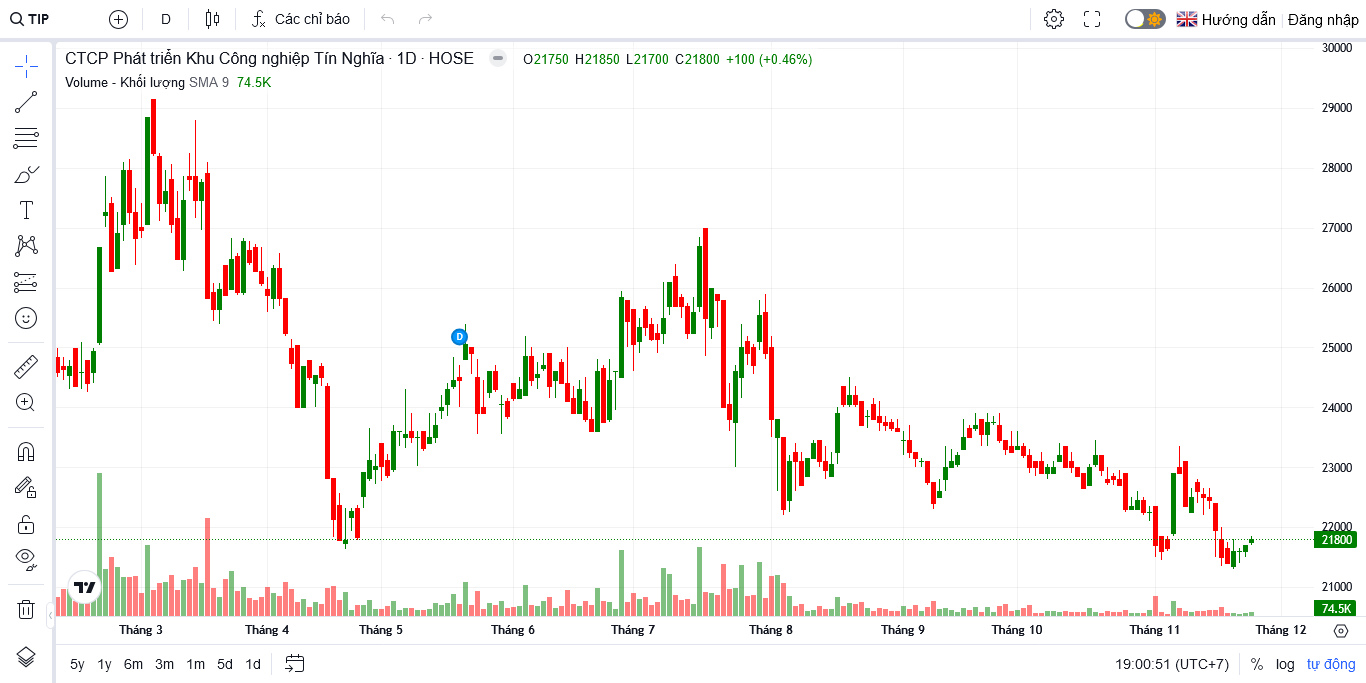 TIP D Các chỉ báo Hướng dẫn Đăng nhập
CTCP Phát triển Khu Công nghiệp Tín Nghĩa · 1D · HOSE O21750 H21850 L21700 C21800 +100 (+0.46%)
Volume - Khối lượng SMA 9 74.5K
30000
29000
28000
27000
26000
D
25000
24000
23000
22000
21800
21000
74.5K
Tháng 3 Tháng 4 Tháng 5 Tháng 6 Tháng 7 Tháng 8 Tháng 9 Tháng 10 Tháng 11 Tháng 12
5y 1y 6m 3m 1m 5d 1d 19:00:51 (UTC+7) % log tự động